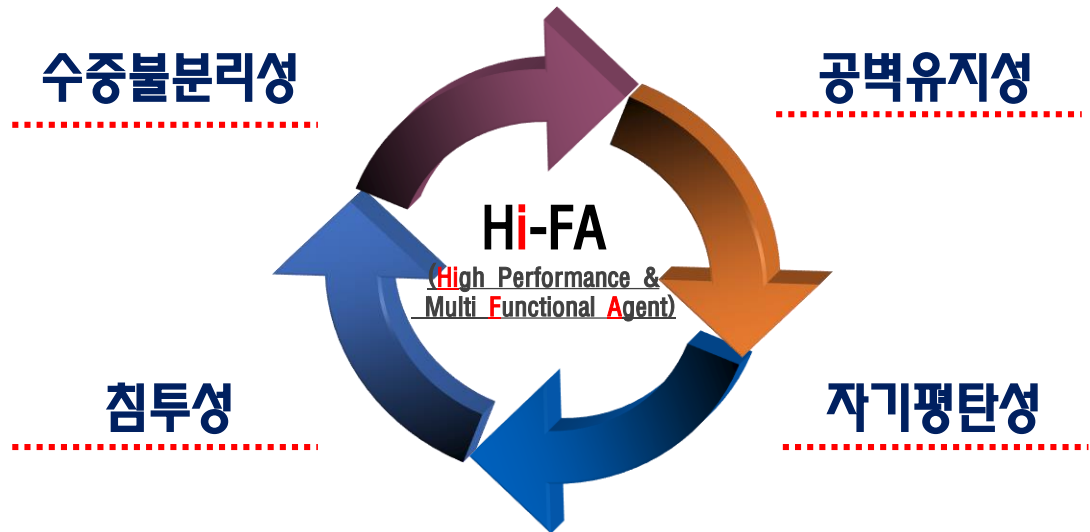 수중불분리성
공벽유지성
Hi-FA
(High Performance &
Multi Functional Agent)
침투성
자기평탄성